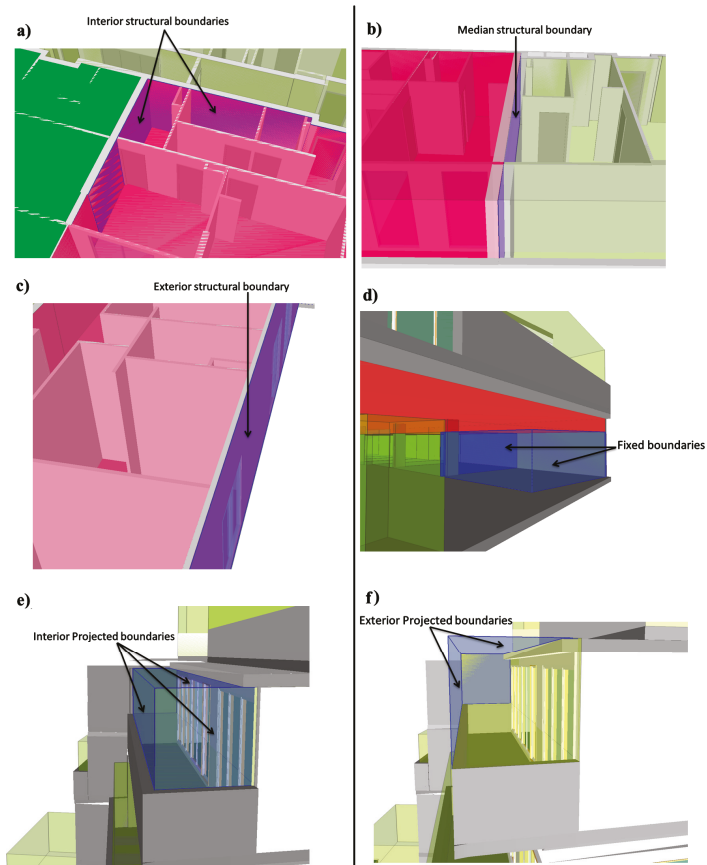 a)
Interior structural boundaries
b)
Median structural boundary
c)
Exterior structural boundary
d)
Fixed boundaries
e)
Interior Projected boundaries
f)
Exterior Projected boundaries